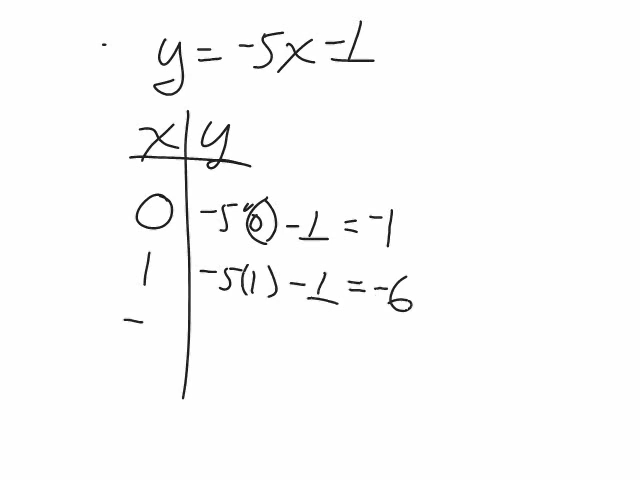 y = -5x - 1
x y
0 -5(0) - 1 = -1
1 -5(1) - 1 = -6
-